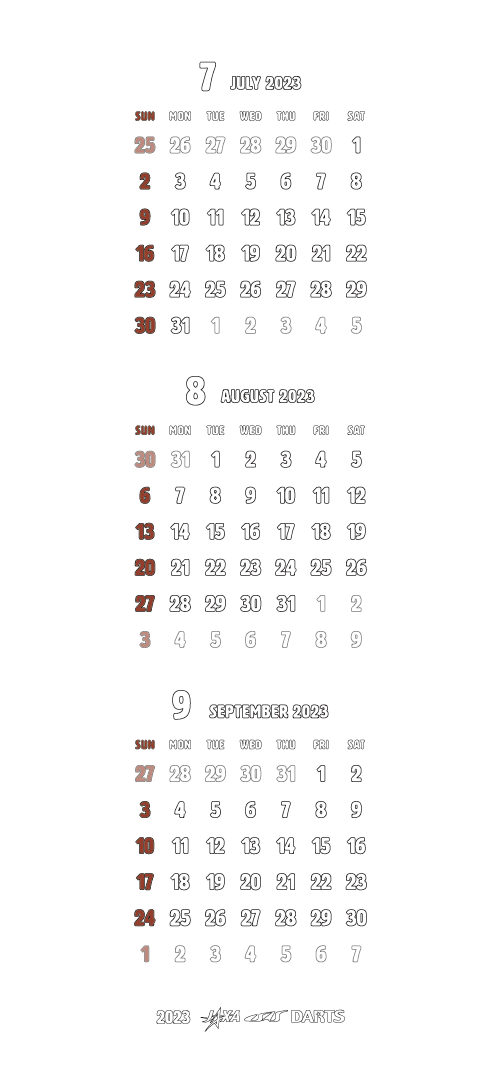 7 JULY 2023
SUN MON TUE WED THU FRI SAT
25 26 27 28 29 30 1
2 3 4 5 6 7 8
9 10 11 12 13 14 15
16 17 18 19 20 21 22
23 24 25 26 27 28 29
30 31 1 2 3 4 5
8 AUGUST 2023
SUN MON TUE WED THU FRI SAT
30 31 1 2 3 4 5
6 7 8 9 10 11 12
13 14 15 16 17 18 19
20 21 22 23 24 25 26
27 28 29 30 31 1 2
3 4 5 6 7 8 9
9 SEPTEMBER 2023
SUN MON TUE WED THU FRI SAT
27 28 29 30 31 1 2
3 4 5 6 7 8 9
10 11 12 13 14 15 16
17 18 19 20 21 22 23
24 25 26 27 28 29 30
1 2 3 4 5 6 7
2023 JAXA DARTS